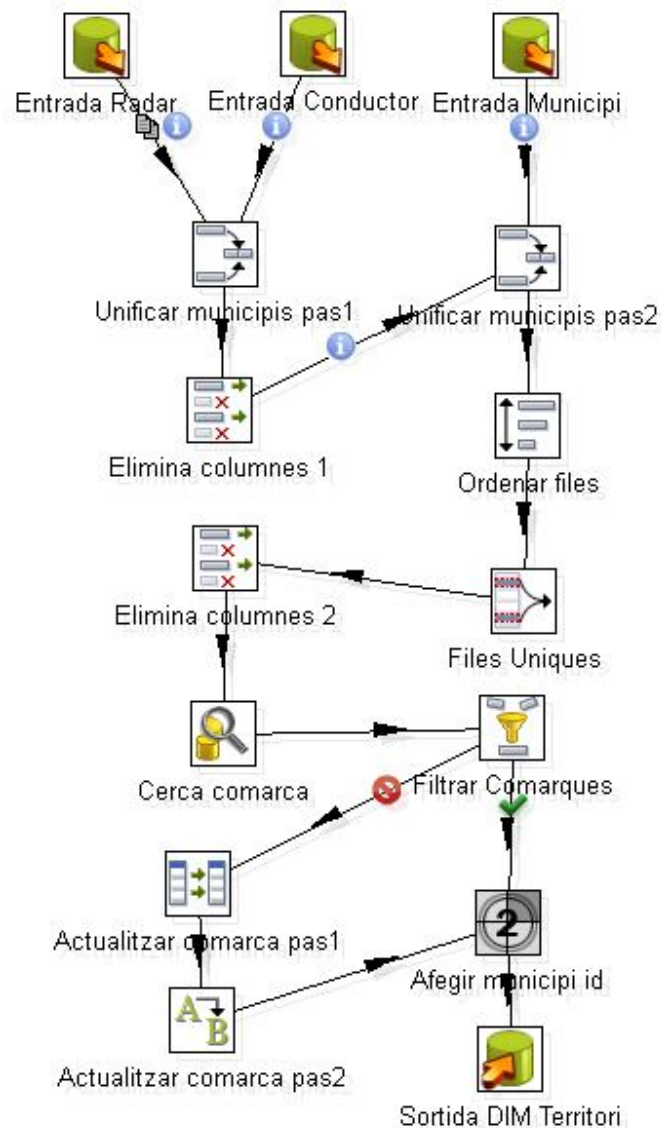 Entrada Radar
Entrada Conductor
Entrada Municipi
Unificar municipis pas1
Unificar municipis pas2
Elimina columnes 1
Ordenar files
Elimina columnes 2
Files Uniques
Cerca comarca
Filtrar Comarques
Actualitzar comarca pas1
2
Afegir municipi id
A
B
Actualitzar comarca pas2
Sortida DIM Territori